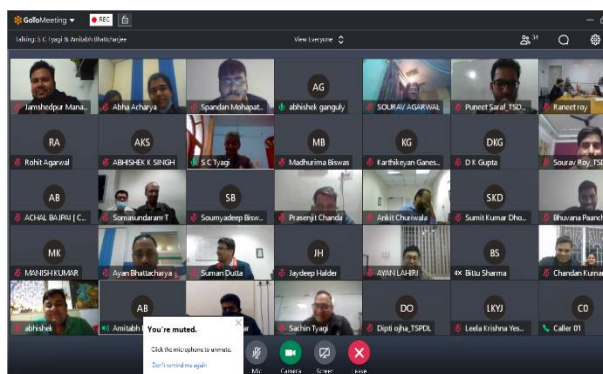 GoToMeeting
REC
Talking: S C Tyagi & Amitabh Bhattacharjee
View Everyone
34
Jamshedpur Mana...
Abha Acharya
Spandan Mohapat...
AG
abhishek ganguly
SOURAV AGARWAL
Puneet Saraf_TSD...
Raneet roy
RA
Rohit Agarwal
AKS
ABHISHEK K SINGH
S C Tyagi
MB
Madhurima Biswas
KG
Karthikeyan Ganes...
DKG
D K Gupta
Sourav Roy_TSD
AB
ACHAL BAJPAI [ C...
Somasundaram T
SB
Soumyadeep Bisw...
Prasenjit Chanda
Ankit Churiwala
SKD
Sumit Kumar Dho...
Bhuvana Paanch
MK
MANISH KUMAR
Ayan Bhattacharya
Suman Dutta
JH
Jaydeep Halder
AYAN LAHIRI
BS
Bittu Sharma
Chandan Kumar
abhishek
AB
Amitabh
ar
Sachin Tyagi
DO
Dipti ojha_TSPDL
LKYJ
Leela Krishna Yes...
C0
Caller 01
You're muted.
Click the microphone to unmute.
Don't remind me again
Mic
Camera
Screen
Leave